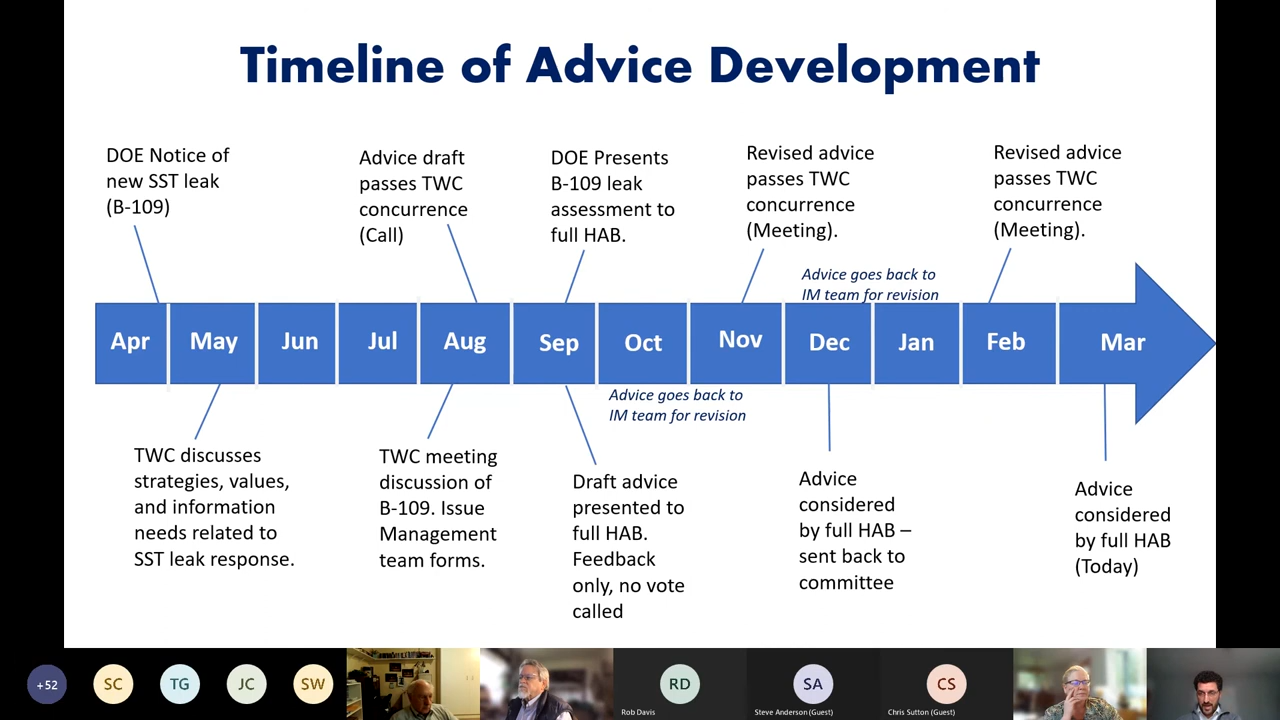 Timeline of Advice Development
DOE Notice of
new SST leak
(B-109)
Advice draft
passes TWC
concurrence
(Call)
DOE Presents
B-109 leak
assessment to
full HAB.
Revised advice
passes TWC
concurrence
(Meeting).
Revised advice
passes TWC
concurrence
(Meeting).
Advice goes back to
IM team for revision
Apr May Jun Jul Aug Sep Oct Nov Dec Jan Feb Mar
Advice goes back to
IM team for revision
TWC discusses
strategies, values,
and information
needs related to
SST leak response.
TWC meeting
discussion of
B-109. Issue
Management
team forms.
Draft advice
presented to
full HAB.
Feedback
only, no vote
called
Advice
considered
by full HAB –
sent back to
committee
Advice
considered
by full HAB
(Today)
+52 SC TG JC SW RD SA CS
Rob Davis Steve Anderson (Guest) Chris Sutton (Guest)